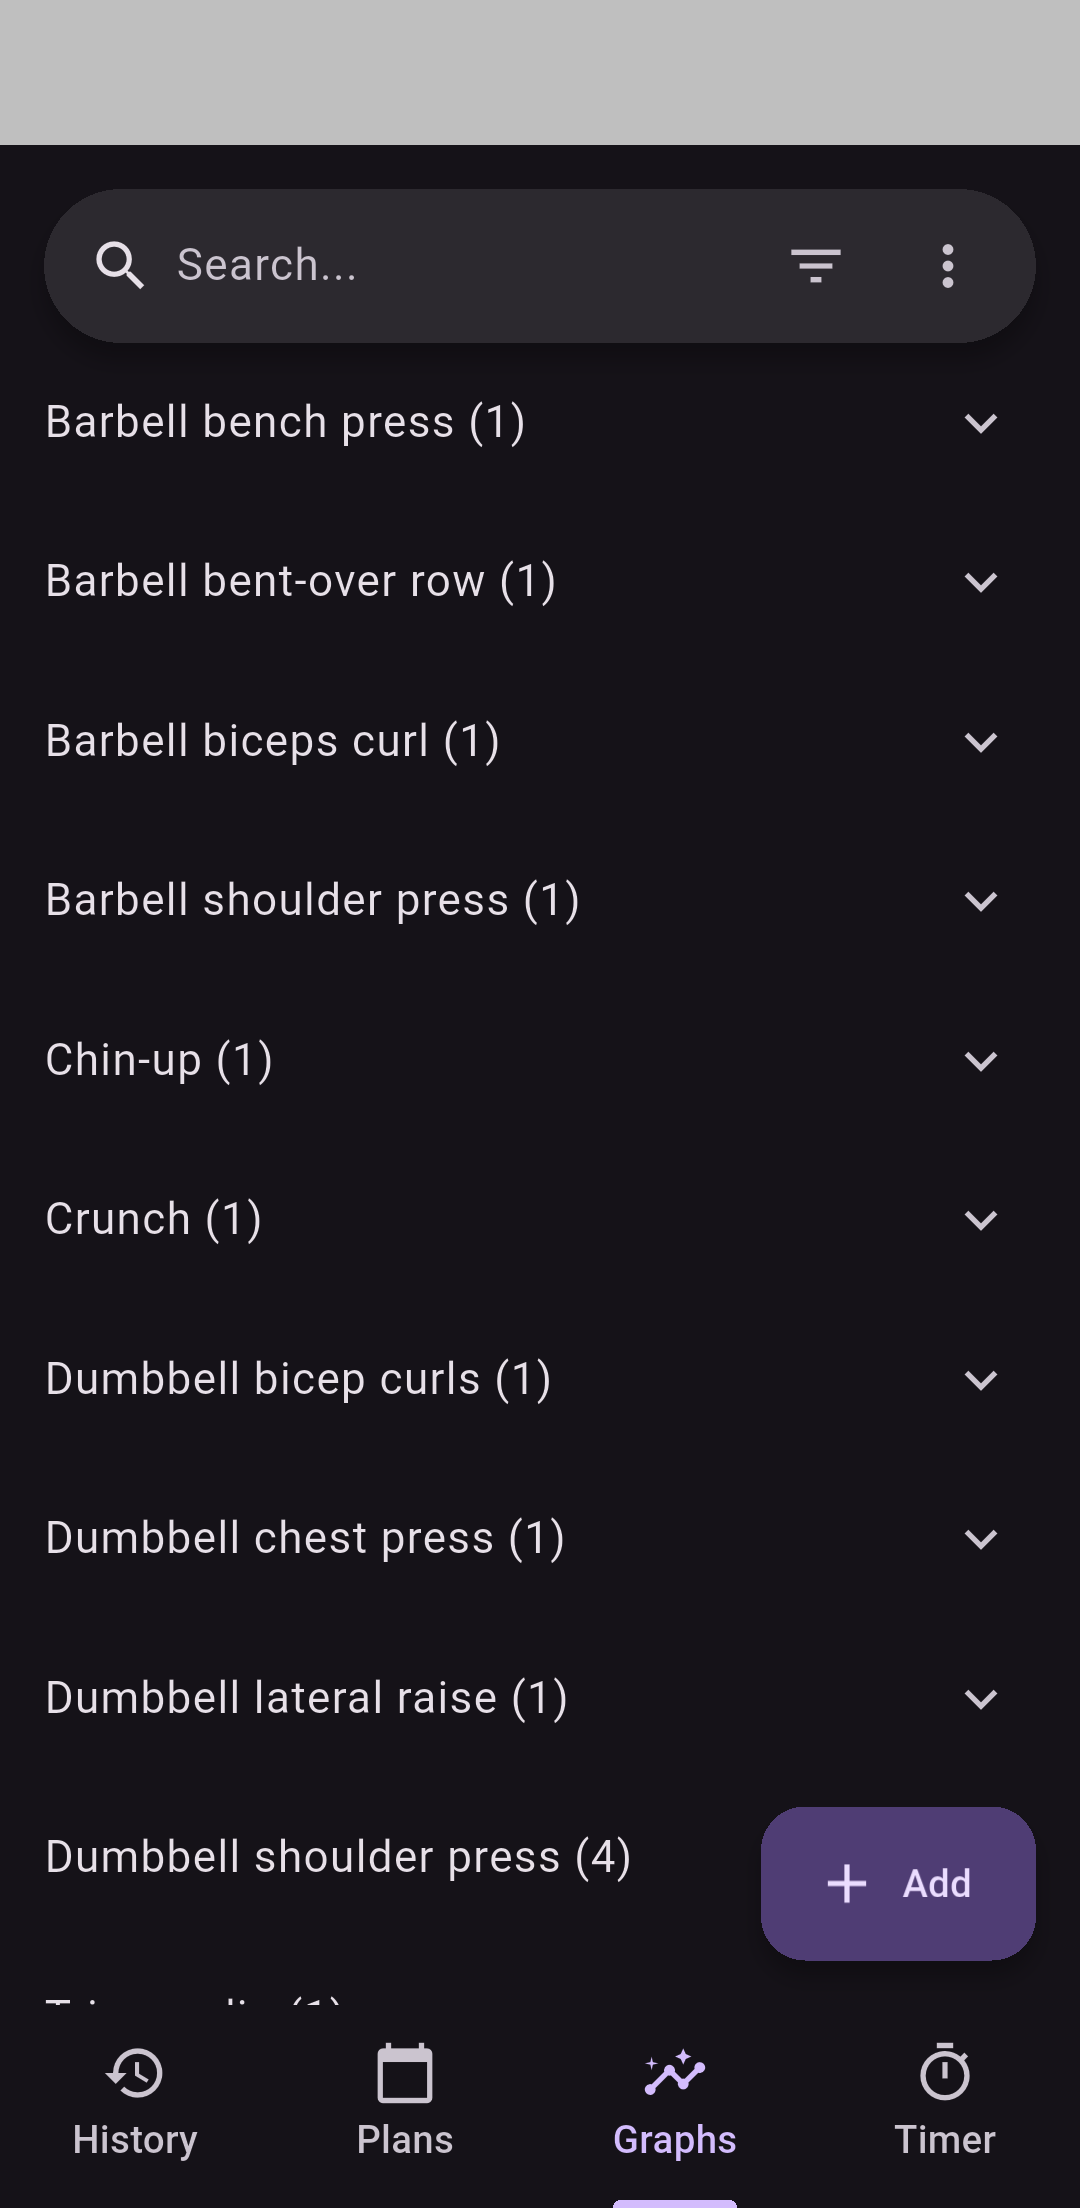 Search...
Barbell bench press (1)
Barbell bent-over row (1)
Barbell biceps curl (1)
Barbell shoulder press (1)
Chin-up (1)
Crunch (1)
Dumbbell bicep curls (1)
Dumbbell chest press (1)
Dumbbell lateral raise (1)
Dumbbell shoulder press (4)
Add
History
Plans
Graphs
Timer